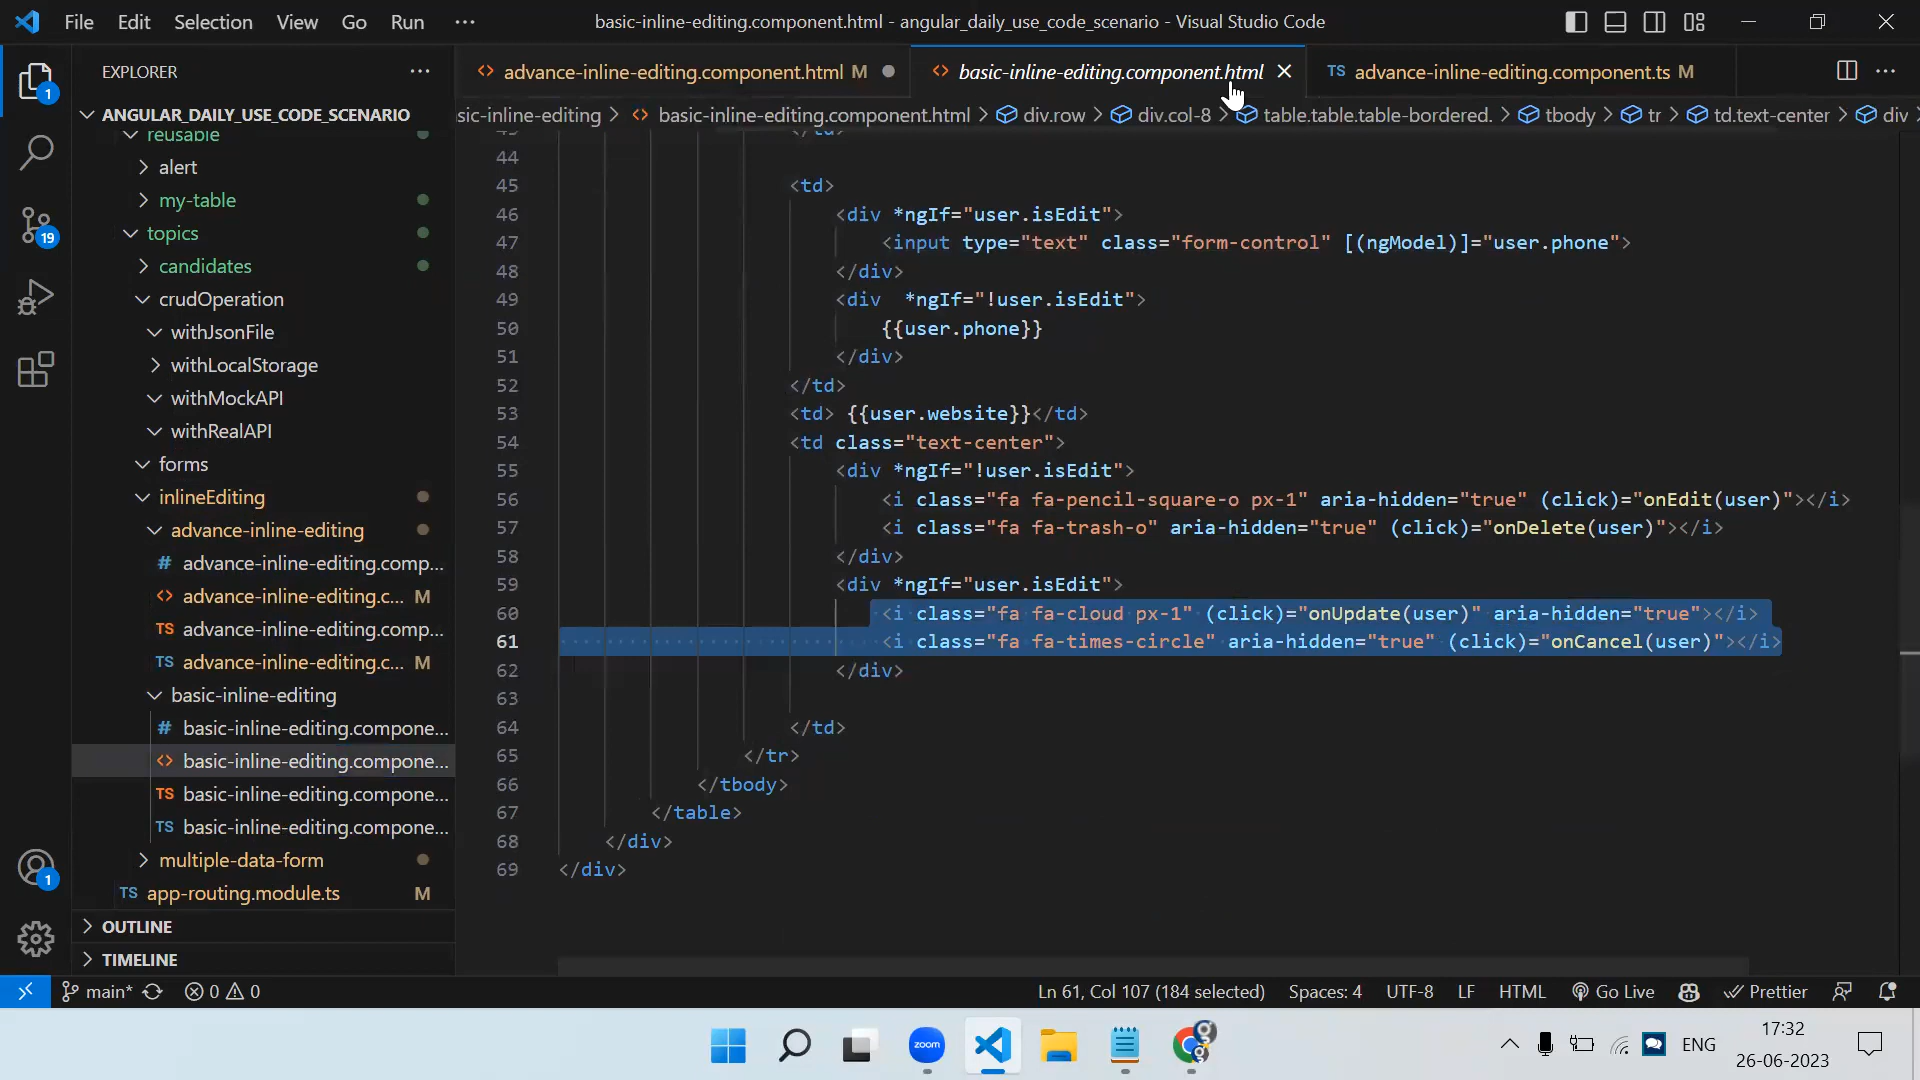 File Edit Selection View Go Run ··· basic-inline-editing.component.html - angular_daily_use_code_scenario - Visual Studio Code
EXPLORER ···
advance-inline-editing.component.html M
basic-inline-editing.component.html
TS advance-inline-editing.component.ts M
ANGULAR_DAILY_USE_CODE_SCENARIO
sic-inline-editing > basic-inline-editing.component.html > div.row > div.col-8 > table.table.table-bordered. > tbody > tr > td.text-center > div
reusable
alert
my-table
topics
candidates
crudOperation
withJsonFile
withLocalStorage
withMockAPI
withRealAPI
forms
inlineEditing
advance-inline-editing
# advance-inline-editing.comp...
<> advance-inline-editing.c... M
TS advance-inline-editing.comp...
TS advance-inline-editing.c... M
basic-inline-editing
# basic-inline-editing.compone...
<> basic-inline-editing.compone...
TS basic-inline-editing.compone...
TS basic-inline-editing.compone...
multiple-data-form
TS app-routing.module.ts M
OUTLINE
TIMELINE
1
19
1
44
45 <td>
46 <div *ngIf="user.isEdit">
47 <input type="text" class="form-control" [(ngModel)]="user.phone">
48 </div>
49 <div  *ngIf="!user.isEdit">
50 {{user.phone}}
51 </div>
52 </td>
53 <td> {{user.website}}</td>
54 <td class="text-center">
55 <div *ngIf="!user.isEdit">
56 <i class="fa fa-pencil-square-o px-1" aria-hidden="true" (click)="onEdit(user)"></i>
57 <i class="fa fa-trash-o" aria-hidden="true" (click)="onDelete(user)"></i>
58 </div>
59 <div *ngIf="user.isEdit">
60 <i class="fa fa-cloud px-1" (click)="onUpdate(user)" aria-hidden="true"></i>
61 <i class="fa fa-times-circle" aria-hidden="true" (click)="onCancel(user)"></i>
62 </div>
63
64 </td>
65 </tr>
66 </tbody>
67 </table>
68 </div>
69 </div>
main* 0 0 Ln 61, Col 107 (184 selected) Spaces: 4 UTF-8 LF HTML Go Live Prettier
zoom
ENG
17:32
26-06-2023